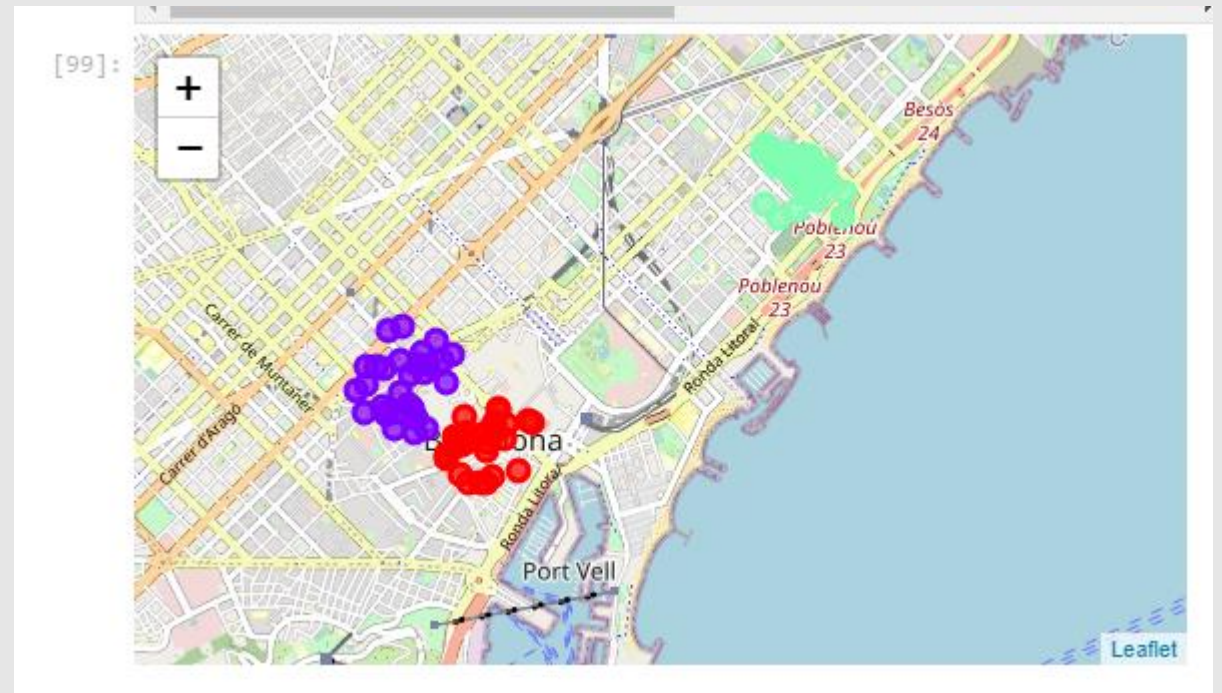 [99]:
+
−
Besòs
24
Poblenou
23
Poblenou
23
Ronda Litoral
Carrer de Muntaner
Carrer d'Aragó
Ronda Litoral
Port Vell
Leaflet